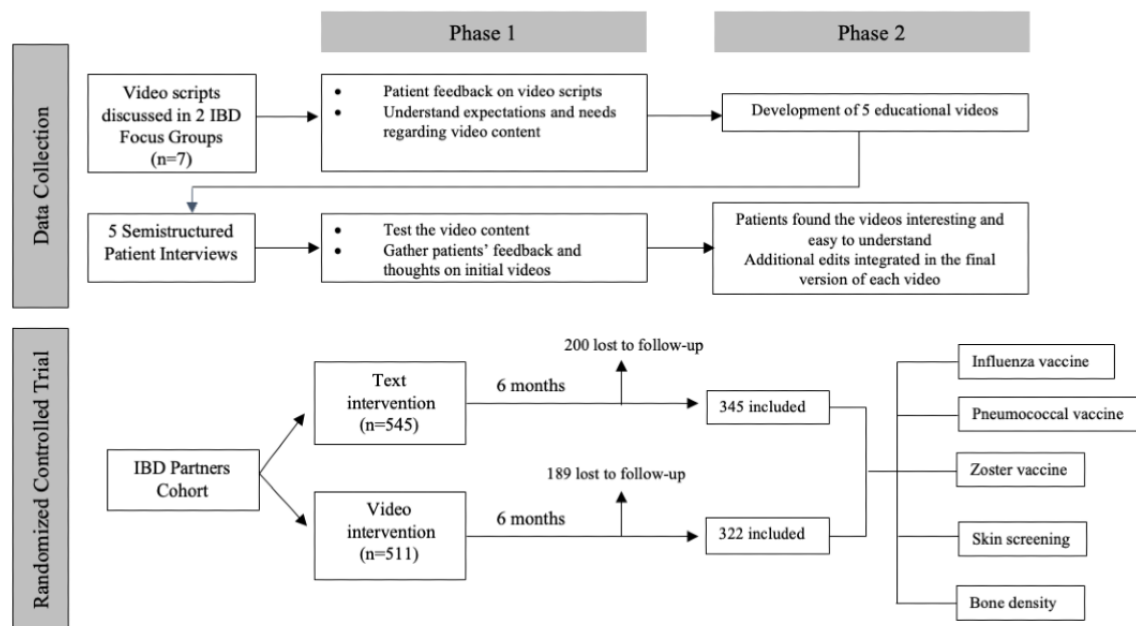 Phase 1
Phase 2
Data Collection
Video scripts
discussed in 2 IBD
Focus Groups
(n=7)
• Patient feedback on video scripts
• Understand expectations and needs
regarding video content
Development of 5 educational videos
5 Semistructured
Patient Interviews
• Test the video content
• Gather patients’ feedback and
thoughts on initial videos
Patients found the videos interesting and
easy to understand
Additional edits integrated in the final
version of each video
Randomized Controlled Trial
IBD Partners
Cohort
Text
intervention
(n=545)
6 months
200 lost to follow-up
345 included
Video
intervention
(n=511)
6 months
189 lost to follow-up
322 included
Influenza vaccine
Pneumococcal vaccine
Zoster vaccine
Skin screening
Bone density